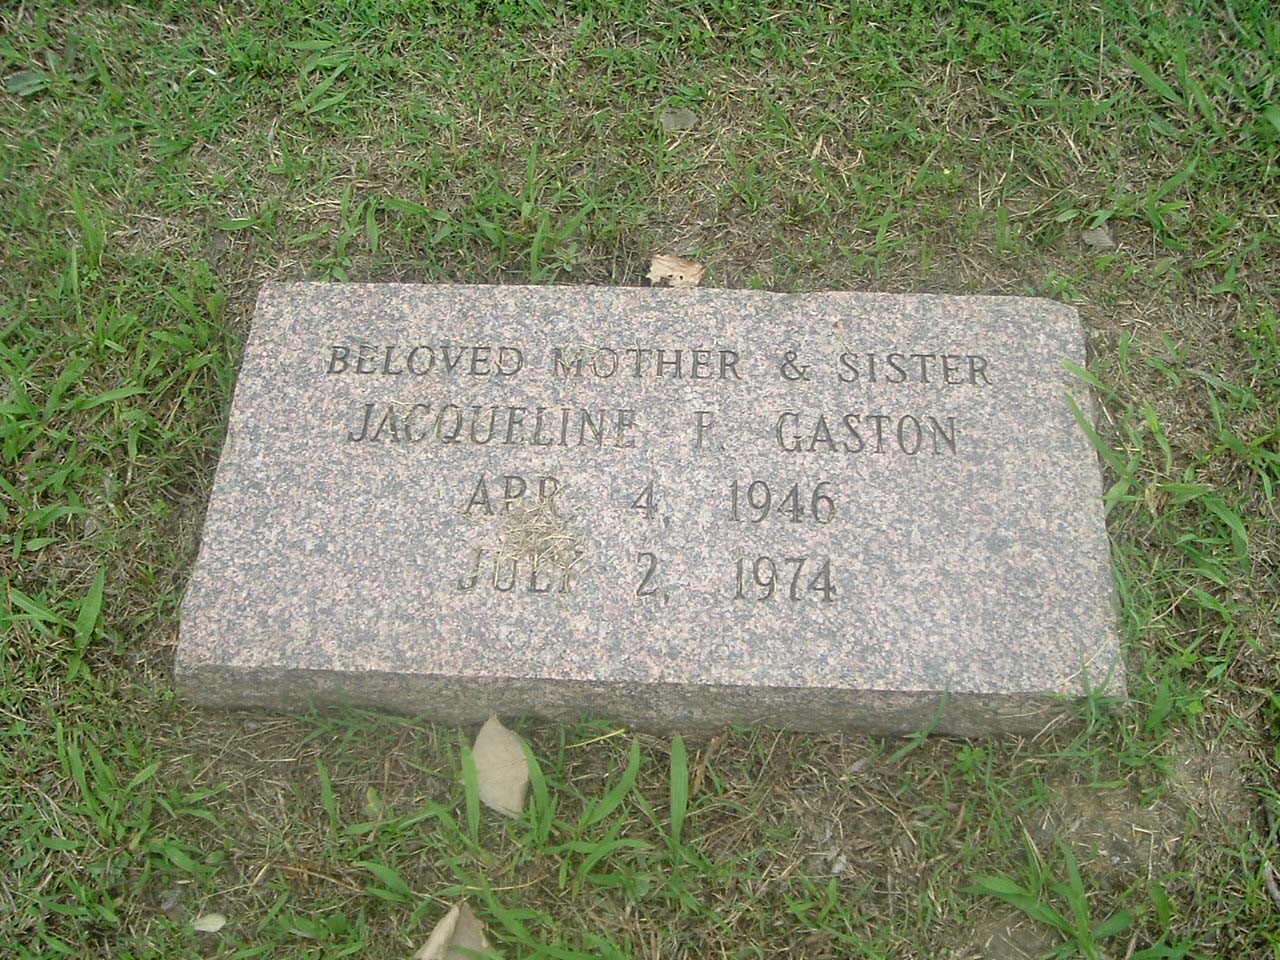 BELOVED MOTHER & SISTER
JACQUELINE F. GASTON
APR 4, 1946
JULY 2, 1974